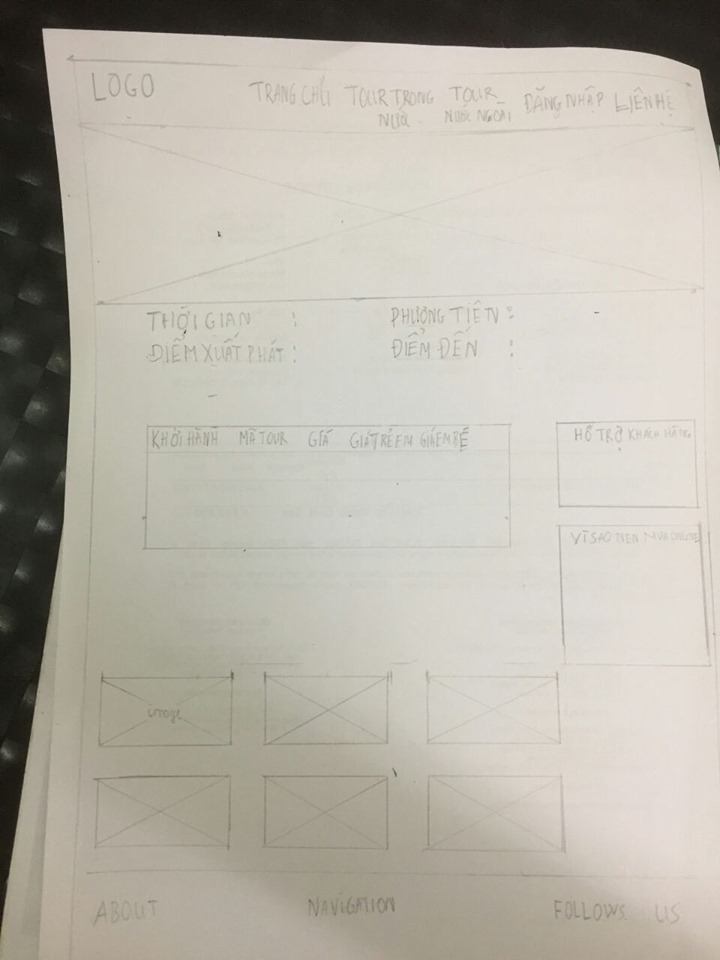 LOGO TRANG CHỦ TOUR TRONG NƯỚC TOUR NƯỚC NGOÀI ĐĂNG NHẬP LIÊN HỆ
THỜI GIAN : PHƯƠNG TIỆN :
ĐIỂM XUẤT PHÁT : ĐIỂM ĐẾN :
KHỞI HÀNH MÃ TOUR GIÁ GIÁ TRẺ EM GIÁ EM BÉ
HỖ TRỢ KHÁCH HÀNG
VÌ SAO NÊN MUA ONLINE
image
ABOUT NAVIGATION FOLLOWS US